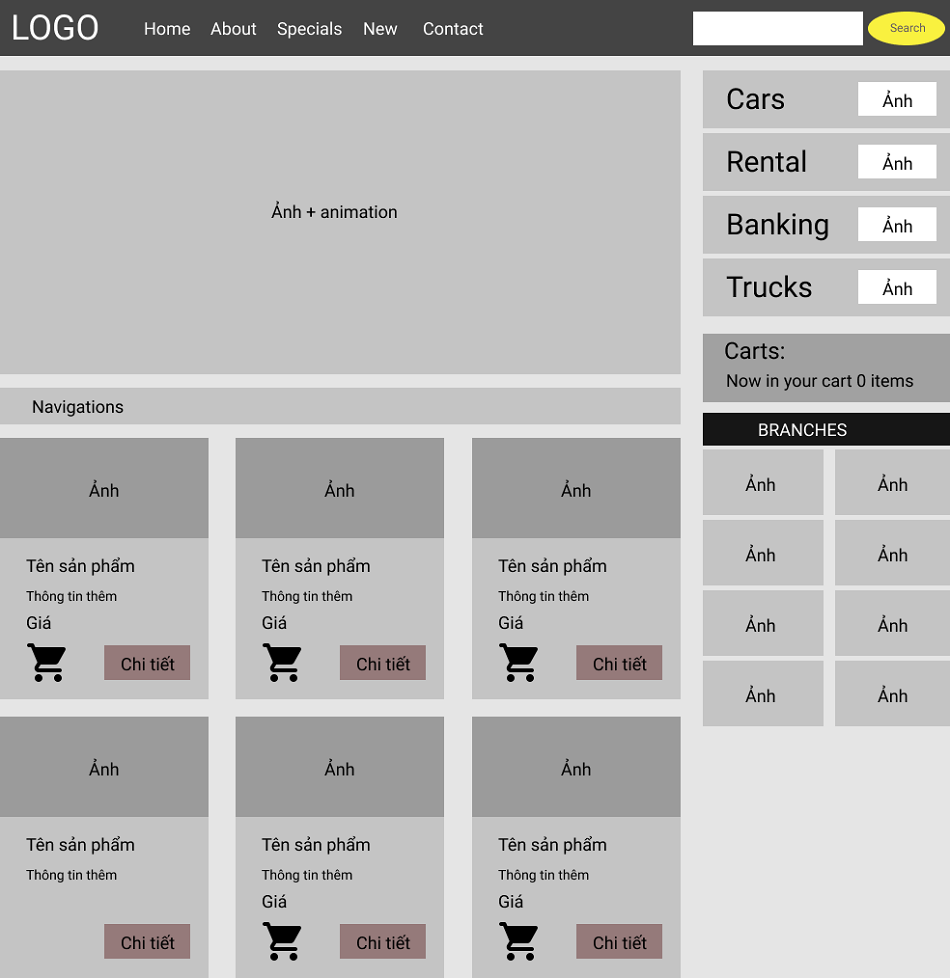 LOGO Home About Specials New Contact Search
Ảnh + animation
Cars Ảnh
Rental Ảnh
Banking Ảnh
Trucks Ảnh
Carts:
Now in your cart 0 items
Navigations
BRANCHES
Ảnh Ảnh
Ảnh Ảnh
Ảnh Ảnh
Ảnh Ảnh
Ảnh Ảnh Ảnh
Tên sản phẩm Tên sản phẩm Tên sản phẩm
Thông tin thêm Thông tin thêm Thông tin thêm
Giá Giá Giá
Chi tiết Chi tiết Chi tiết
Ảnh Ảnh Ảnh
Tên sản phẩm Tên sản phẩm Tên sản phẩm
Thông tin thêm Thông tin thêm Thông tin thêm
Giá Giá
Chi tiết Chi tiết Chi tiết